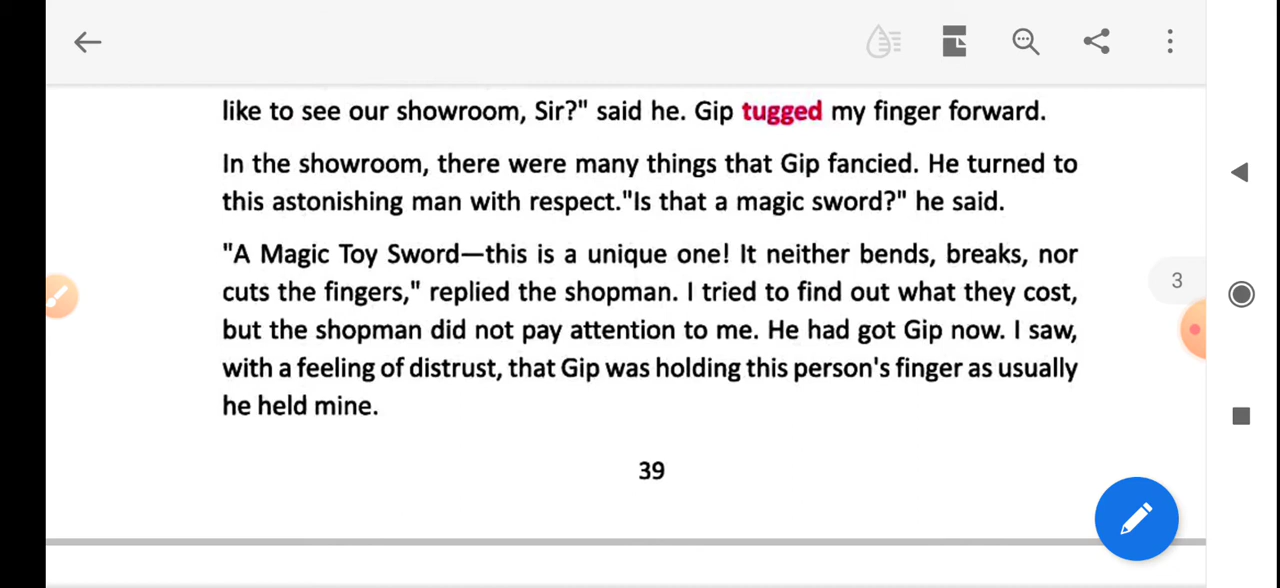 like to see our showroom, Sir?" said he. Gip tugged my finger forward.
In the showroom, there were many things that Gip fancied. He turned to
this astonishing man with respect."Is that a magic sword?" he said.
"A Magic Toy Sword—this is a unique one! It neither bends, breaks, nor
cuts the fingers," replied the shopman. I tried to find out what they cost,
but the shopman did not pay attention to me. He had got Gip now. I saw,
with a feeling of distrust, that Gip was holding this person's finger as usually
he held mine.
3
39